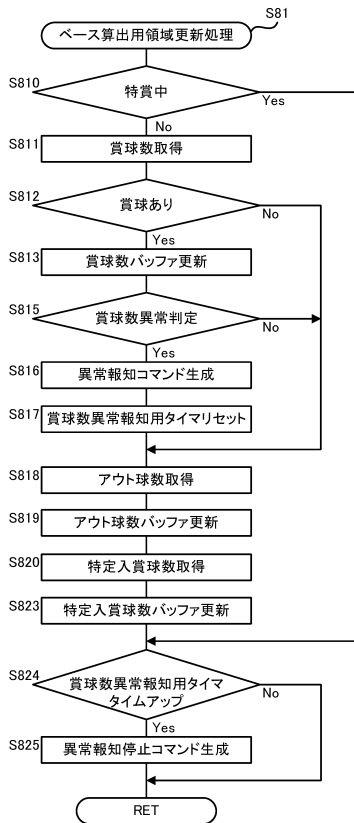 S81
ベース算出用領域更新処理
S810
特賞中
Yes
No
S811
賞球数取得
S812
賞球あり
No
Yes
S813
賞球数バッファ更新
S815
賞球数異常判定
No
Yes
S816
異常報知コマンド生成
S817
賞球数異常報知用タイマリセット
S818
アウト球数取得
S819
アウト球数バッファ更新
S820
特定入賞球数取得
S823
特定入賞球数バッファ更新
S824
賞球数異常報知用タイマ
タイムアップ
No
Yes
S825
異常報知停止コマンド生成
RET